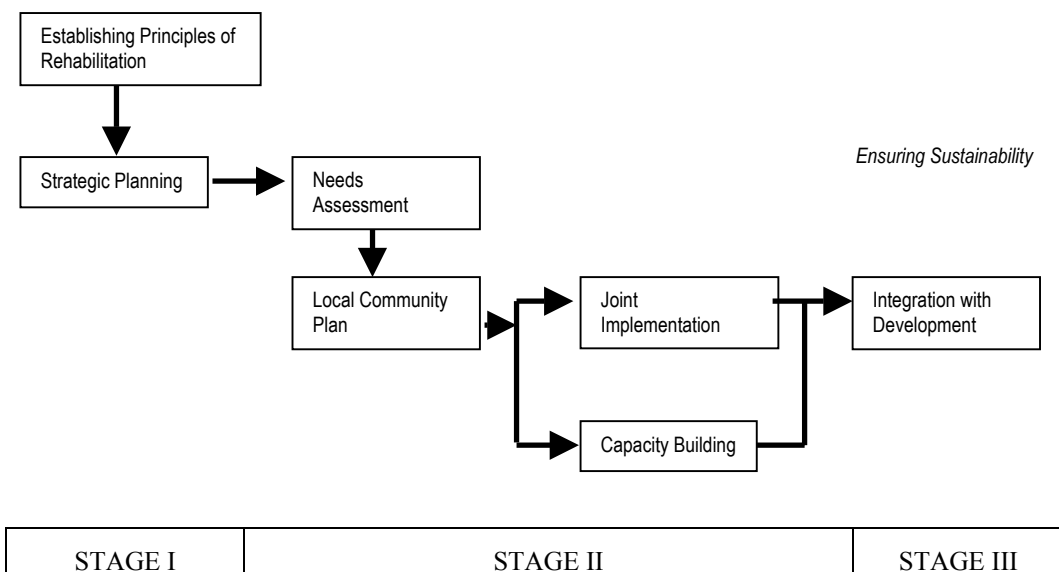 Establishing Principles of
Rehabilitation
Ensuring Sustainability
Strategic Planning
Needs
Assessment
Local Community
Plan
Joint
Implementation
Integration with
Development
Capacity Building
STAGE I
STAGE II
STAGE III